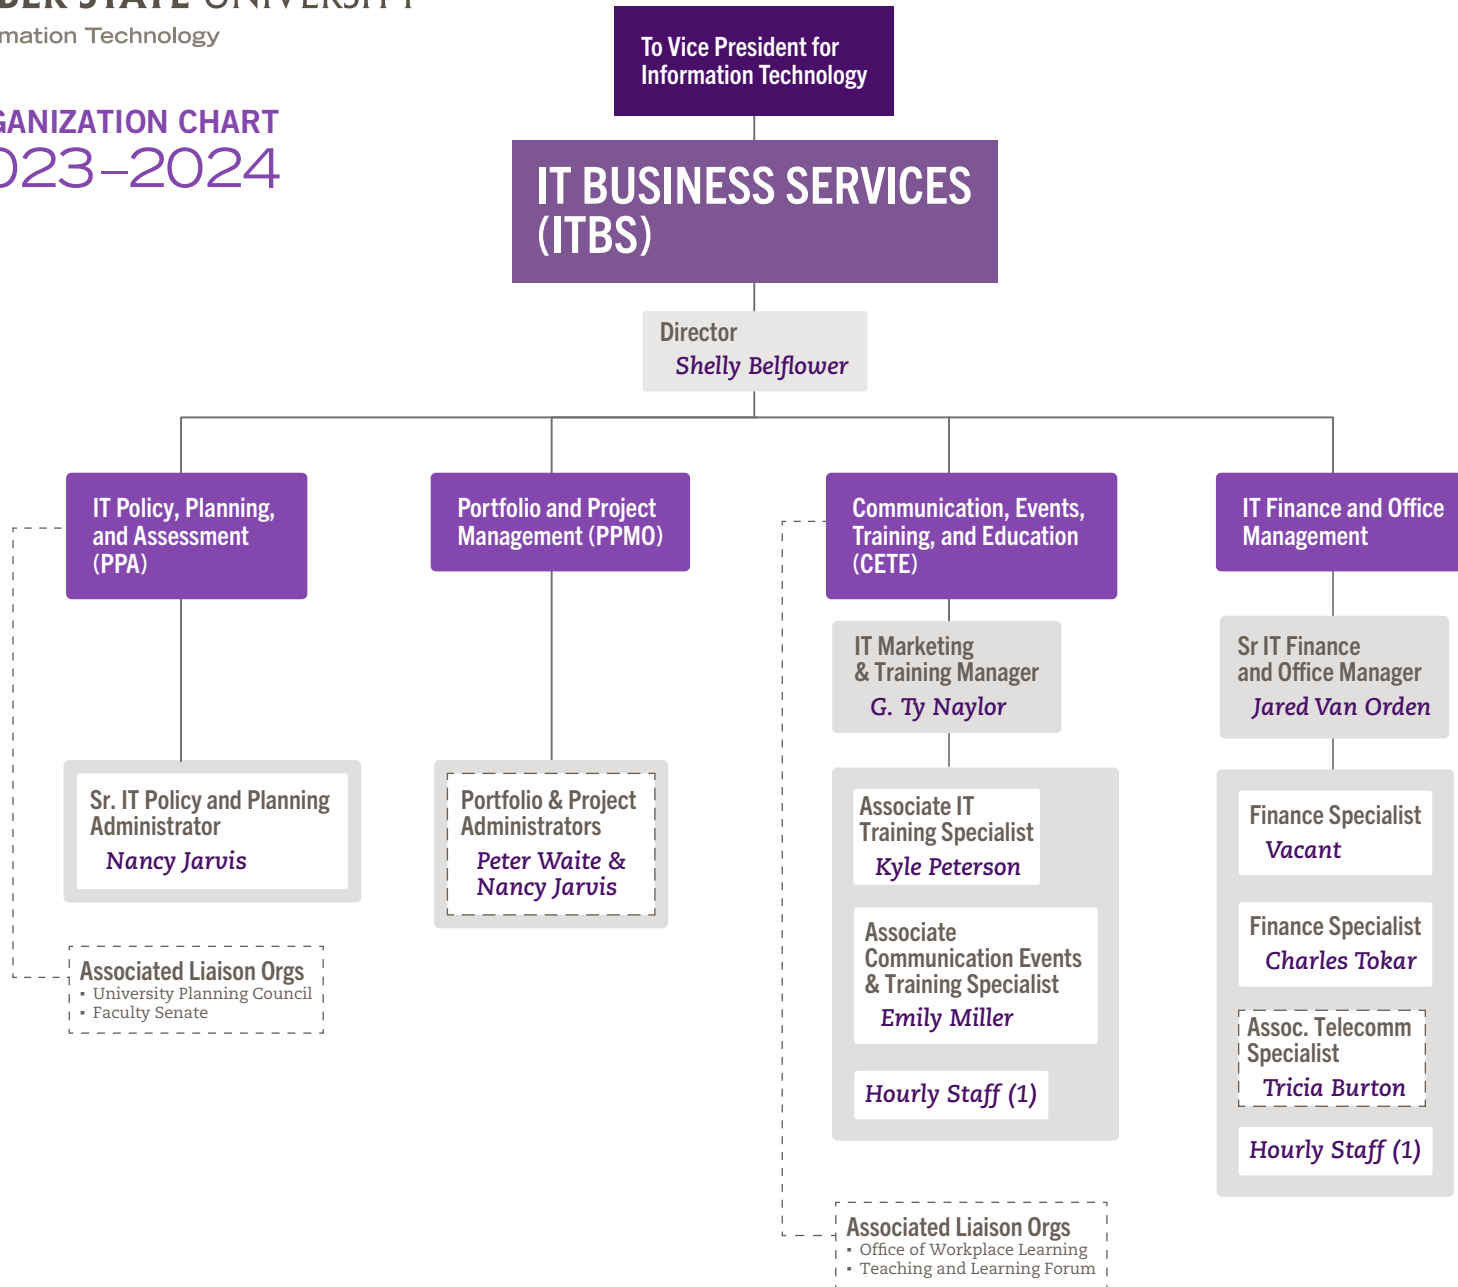 STATE UNIVERSITY
Technology
ORGANIZATION CHART
2023–2024
To Vice President for
Information Technology
IT BUSINESS SERVICES
(ITBS)
Director
Shelly Belflower
IT Policy, Planning,
and Assessment
(PPA)
Sr. IT Policy and Planning
Administrator
Nancy Jarvis
Associated Liaison Orgs
▪ University Planning Council
▪ Faculty Senate
Portfolio and Project
Management (PPMO)
Portfolio & Project
Administrators
Peter Waite &
Nancy Jarvis
Communication, Events,
Training, and Education
(CETE)
IT Marketing
& Training Manager
G. Ty Naylor
Associate IT
Training Specialist
Kyle Peterson
Associate
Communication Events
& Training Specialist
Emily Miller
Hourly Staff (1)
Associated Liaison Orgs
▪ Office of Workplace Learning
▪ Teaching and Learning Forum
IT Finance and Office
Management
Sr IT Finance
and Office Manager
Jared Van Orden
Finance Specialist
Vacant
Finance Specialist
Charles Tokar
Assoc. Telecomm
Specialist
Tricia Burton
Hourly Staff (1)